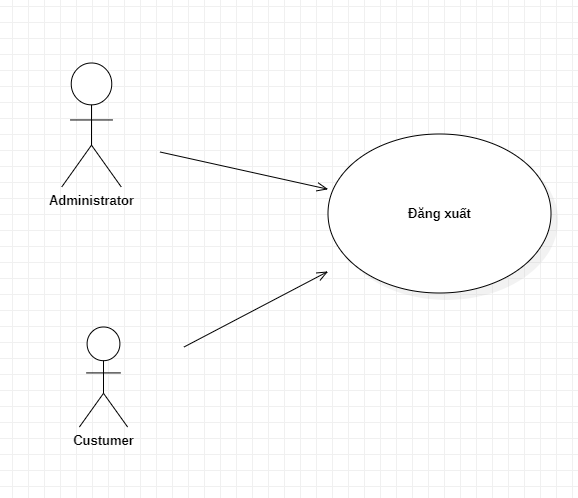 Administrator
Đăng xuất
Custumer